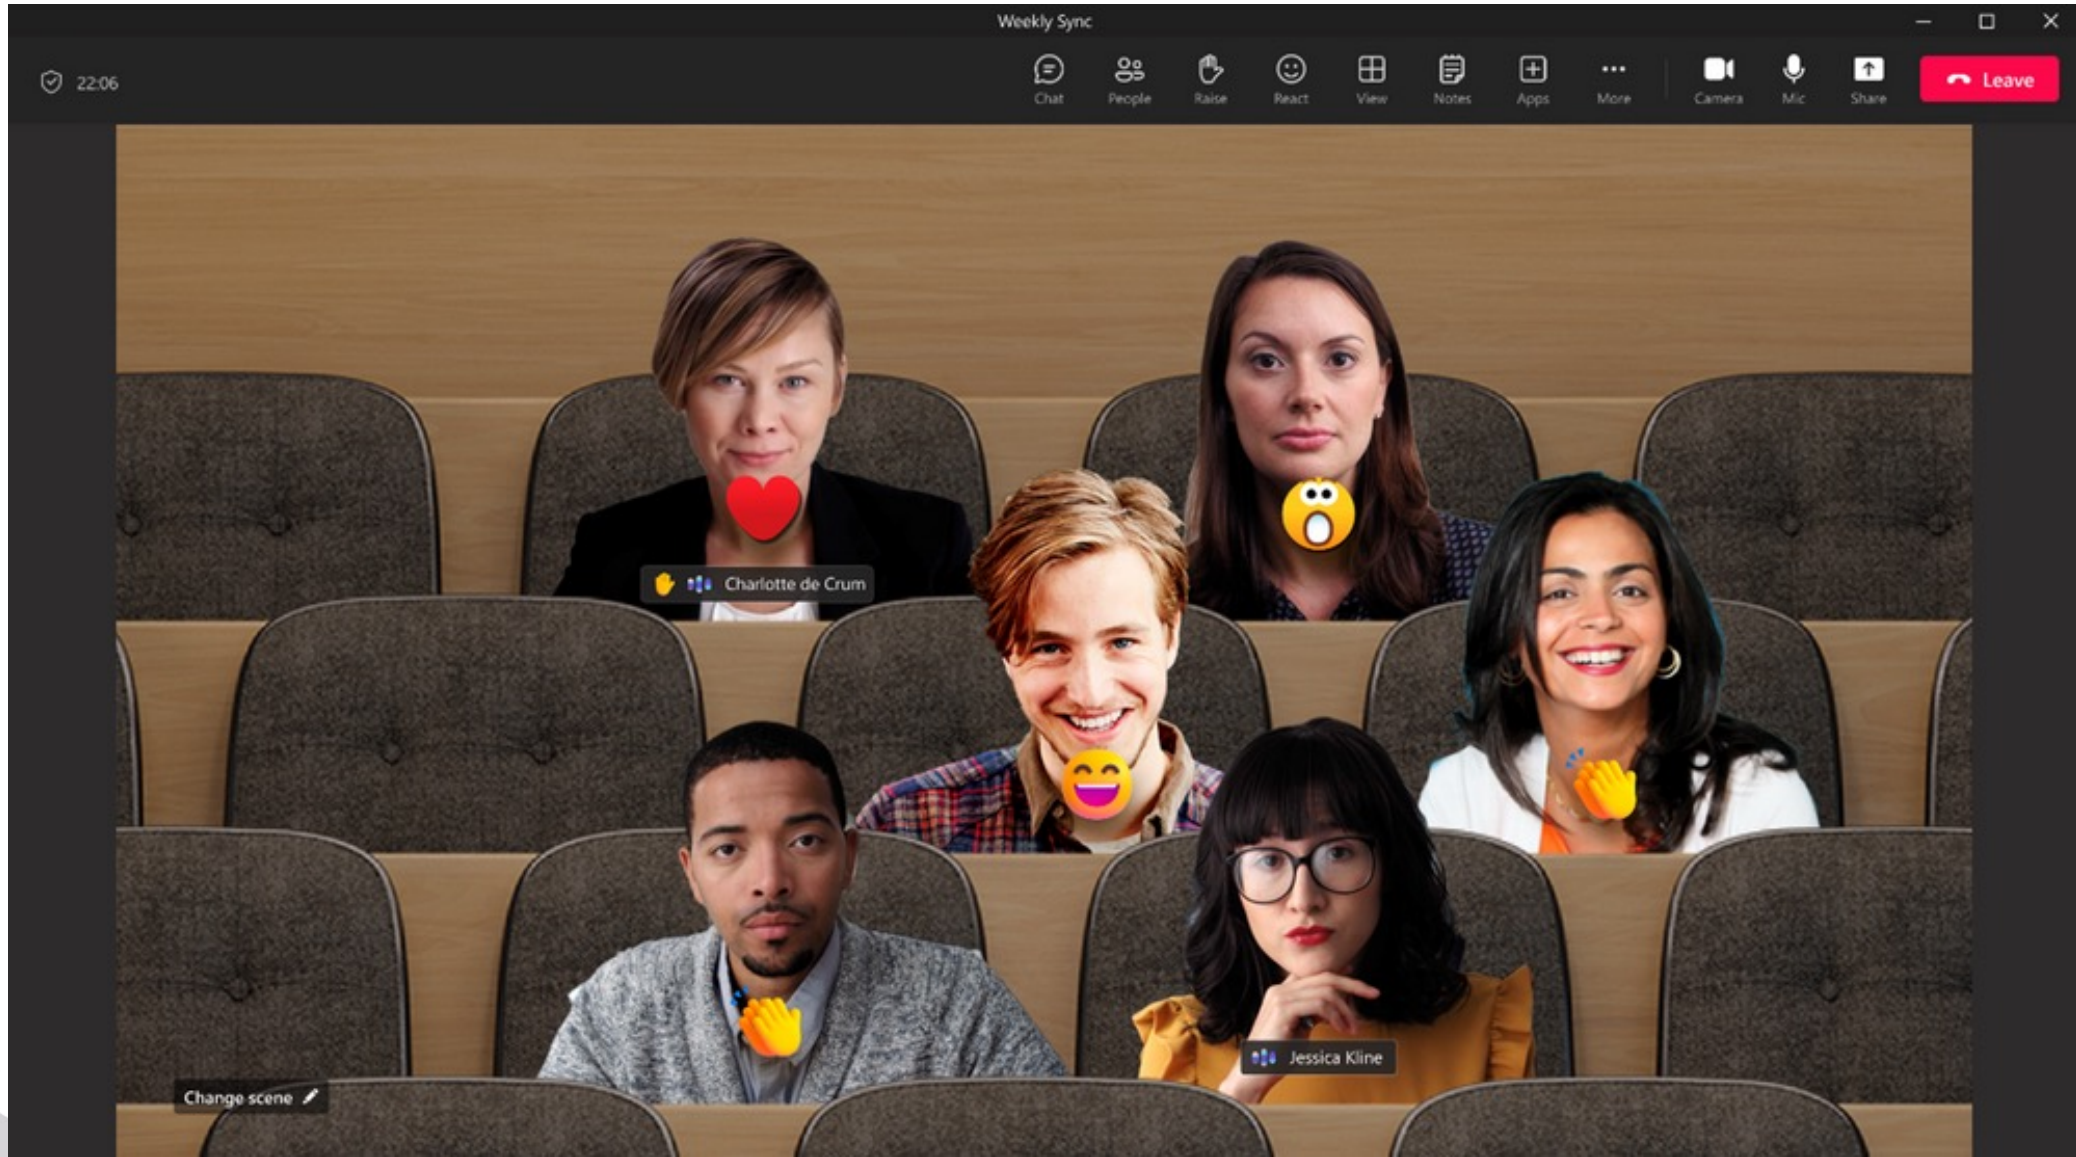 Weekly Sync
22:06
Chat People Raise React View Notes Apps More Camera Mic Share Leave
Charlotte de Crum
Jessica Kline
Change scene